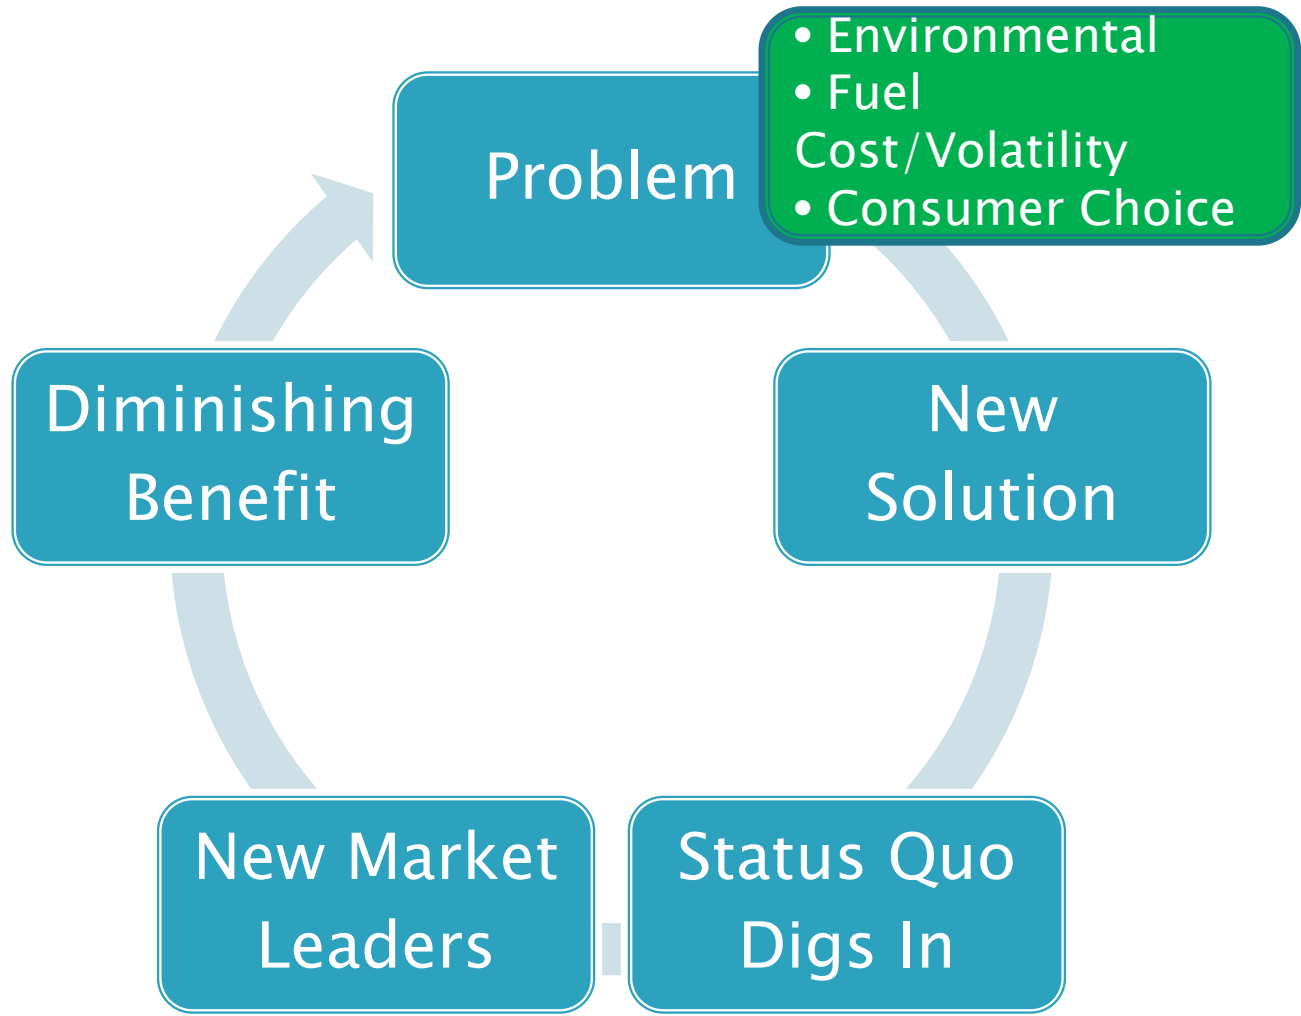 • Environmental
• Fuel
Cost/Volatility
• Consumer Choice
Problem
New
Solution
Status Quo
Digs In
New Market
Leaders
Diminishing
Benefit